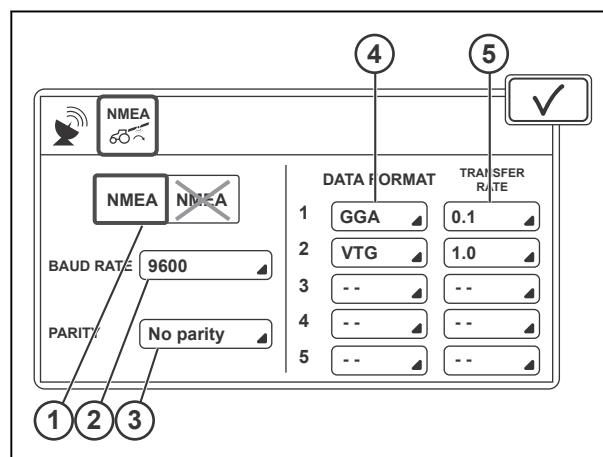 4 5
NMEA
NMEA NMEA
BAUD RATE 9600
PARITY No parity
DATA FORMAT TRANSFER
RATE
1 GGA 0.1
2 VTG 1.0
3 - - - -
4 - - - -
5 - - - -
1 2 3